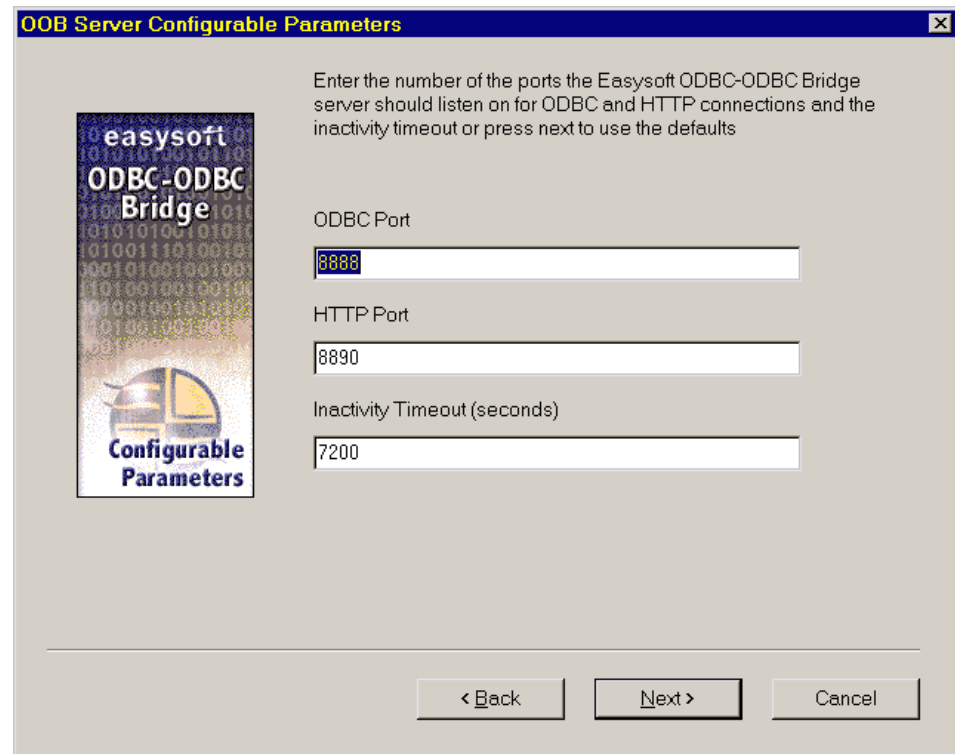 OOB Server Configurable Parameters
Enter the number of the ports the Easysoft ODBC-ODBC Bridge
server should listen on for ODBC and HTTP connections and the
inactivity timeout or press next to use the defaults
easysoft
ODBC-ODBC
Bridge
Configurable
Parameters
ODBC Port
8888
HTTP Port
8890
Inactivity Timeout (seconds)
7200
< Back
Next >
Cancel